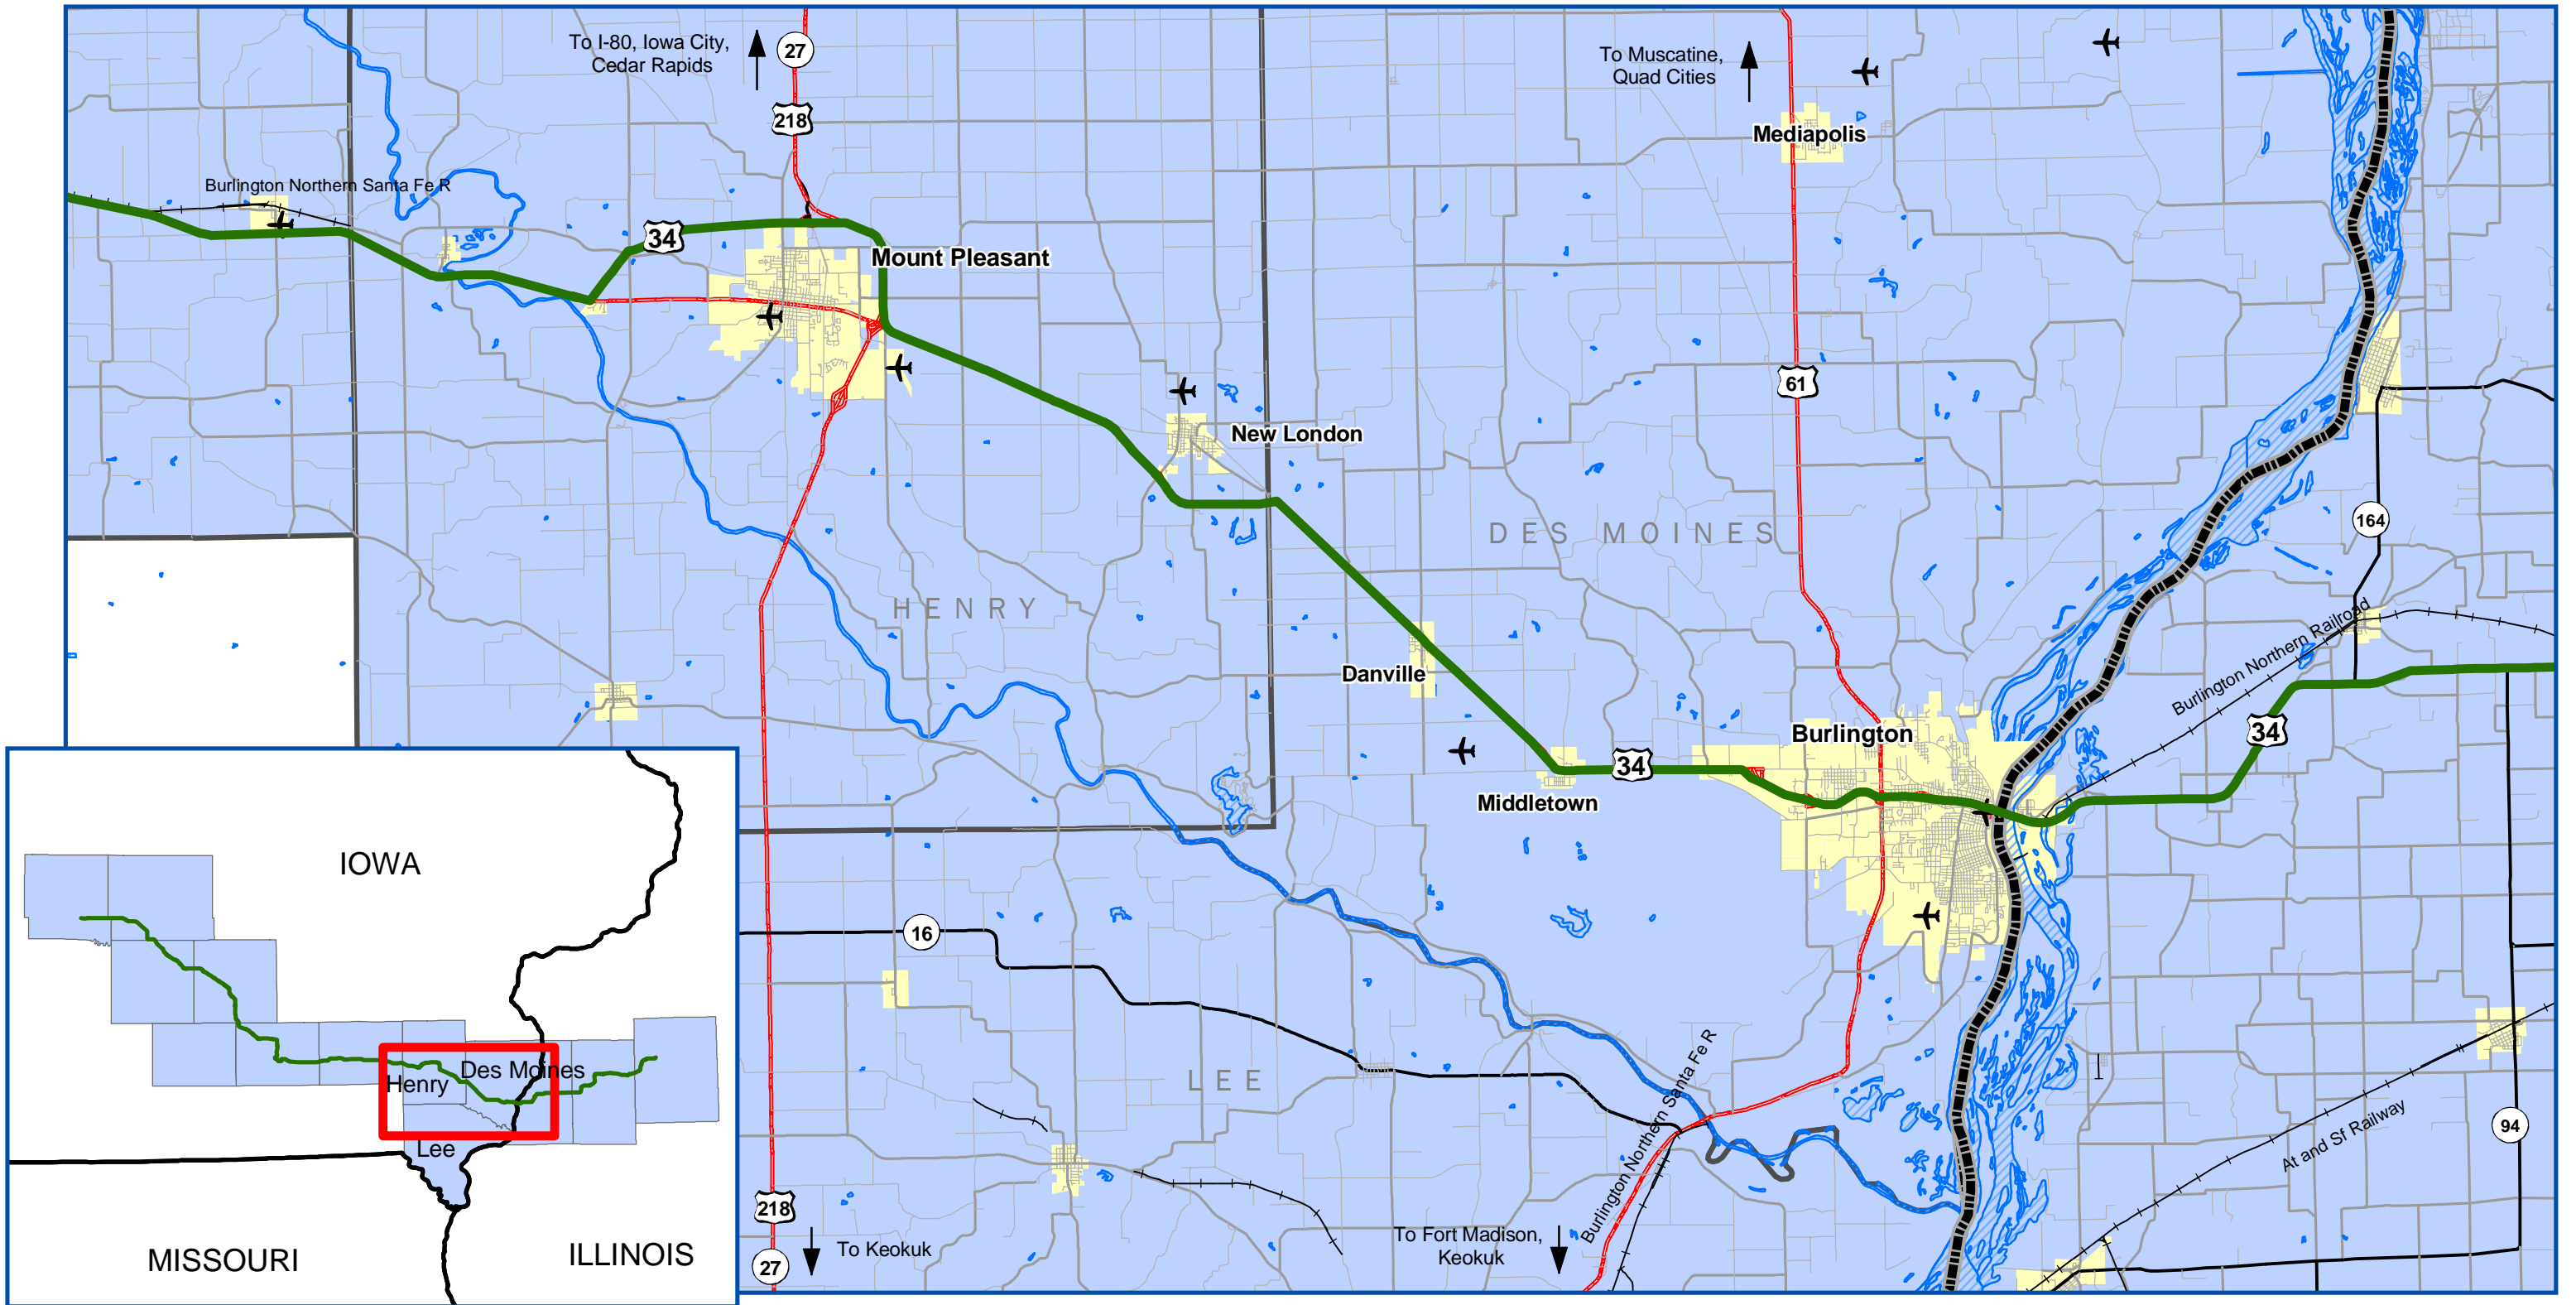 To I-80, Iowa City,
Cedar Rapids
27
218
To Muscatine,
Quad Cities
Mediapolis
Burlington Northern Santa Fe R
34
Mount Pleasant
61
New London
164
DES MOINES
HENRY
Burlington Northern Railroad
Danville
34
Burlington
34
Middletown
16
LEE
Burlington Northern Santa Fe R
At and Sf Railway
94
218
27
To Keokuk
To Fort Madison,
Keokuk
IOWA
Des Moines
Henry
Lee
MISSOURI
ILLINOIS